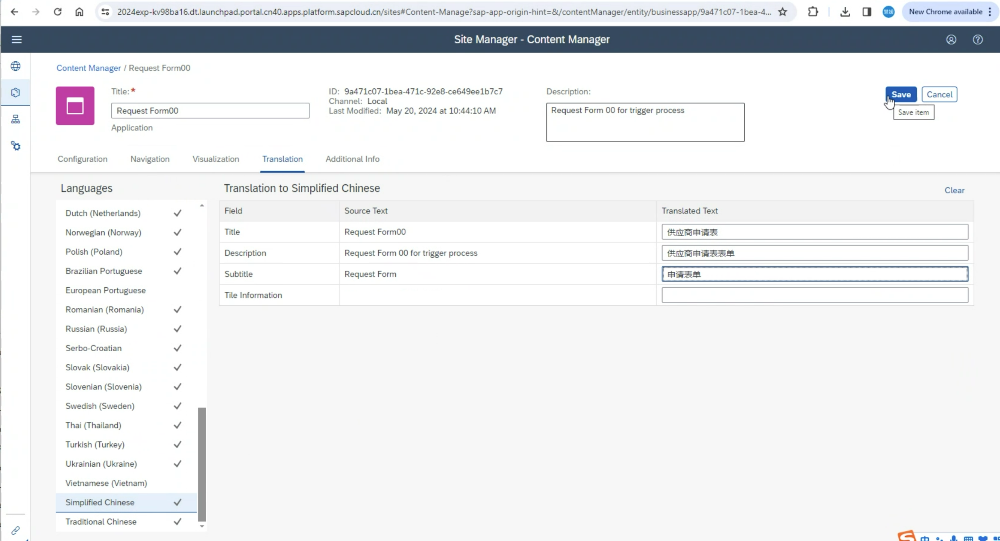 2024exp-kv98ba16.dt.launchpad.portal.cn40.apps.platform.sapcloud.cn/sites#Content-Manage?sap-app-origin-hint=&/contentManager/entity/businessapp/9a471c07-1bea-4...
慧媛
New Chrome available
Site Manager - Content Manager
Content Manager / Request Form00
Title:*
Request Form00
Application
ID: 9a471c07-1bea-471c-92e8-ce649ee1b7c7
Channel: Local
Last Modified: May 20, 2024 at 10:44:10 AM
Description:
Request Form 00 for trigger process
Save
Cancel
Save item
Configuration Navigation Visualization Translation Additional Info
Languages
Dutch (Netherlands)
Norwegian (Norway)
Polish (Poland)
Brazilian Portuguese
European Portuguese
Romanian (Romania)
Russian (Russia)
Serbo-Croatian
Slovak (Slovakia)
Slovenian (Slovenia)
Swedish (Sweden)
Thai (Thailand)
Turkish (Turkey)
Ukrainian (Ukraine)
Vietnamese (Vietnam)
Simplified Chinese
Traditional Chinese
Translation to Simplified Chinese
Clear
Field Source Text Translated Text
Title Request Form00 供应商申请表
Description Request Form 00 for trigger process 供应商申请表表单
Subtitle Request Form 申请表单
Tile Information
中